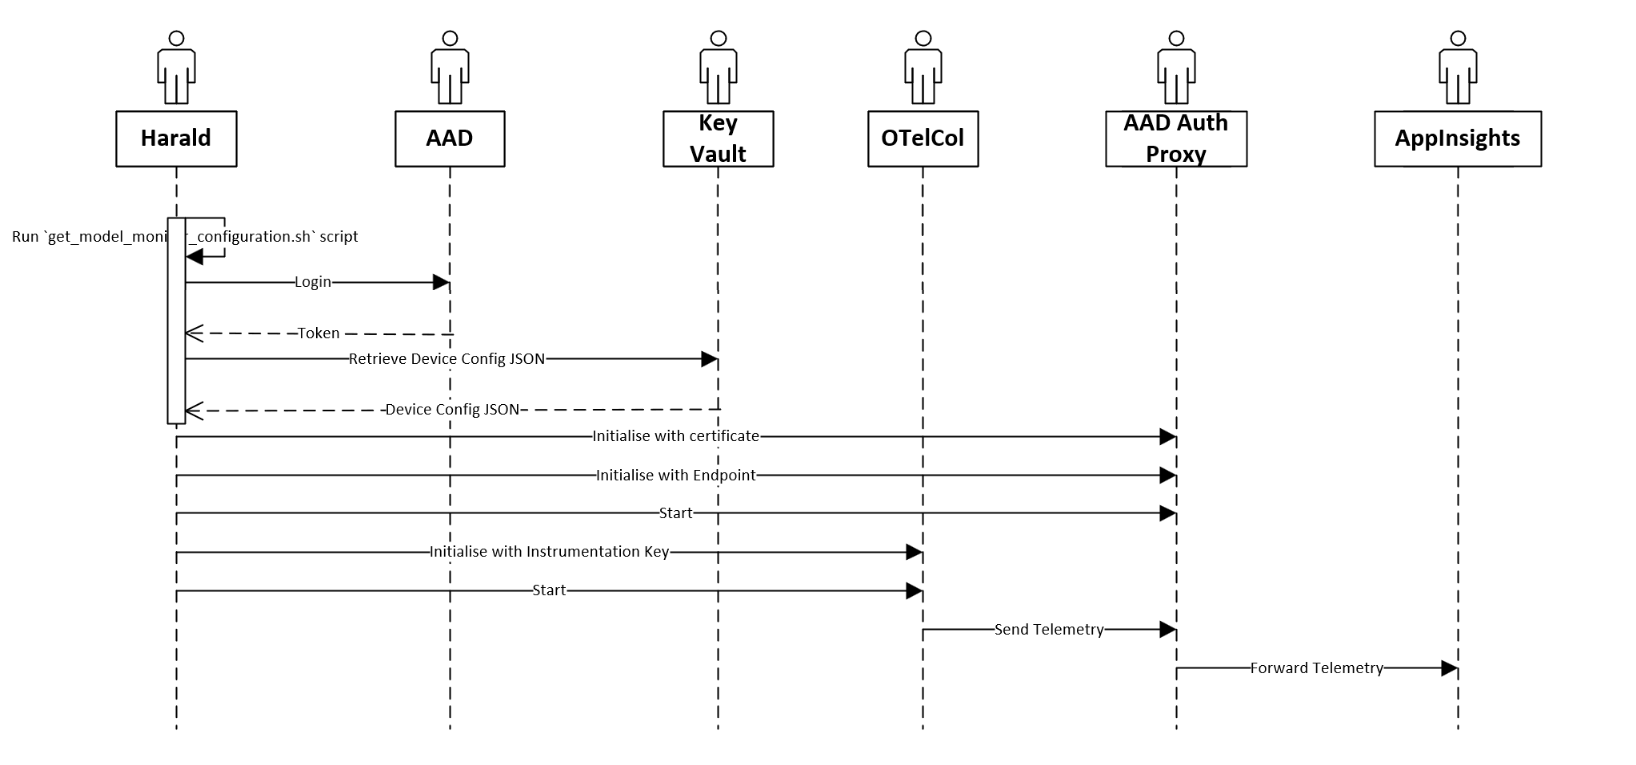 Harald
AAD
Key
Vault
OTelCol
AAD Auth
Proxy
AppInsights
Run `get_model_moni r_configuration.sh` script
Login
Token
Retrieve Device Config JSON
Device Config JSON
Initialise with certificate
Initialise with Endpoint
Start
Initialise with Instrumentation Key
Start
Send Telemetry
Forward Telemetry